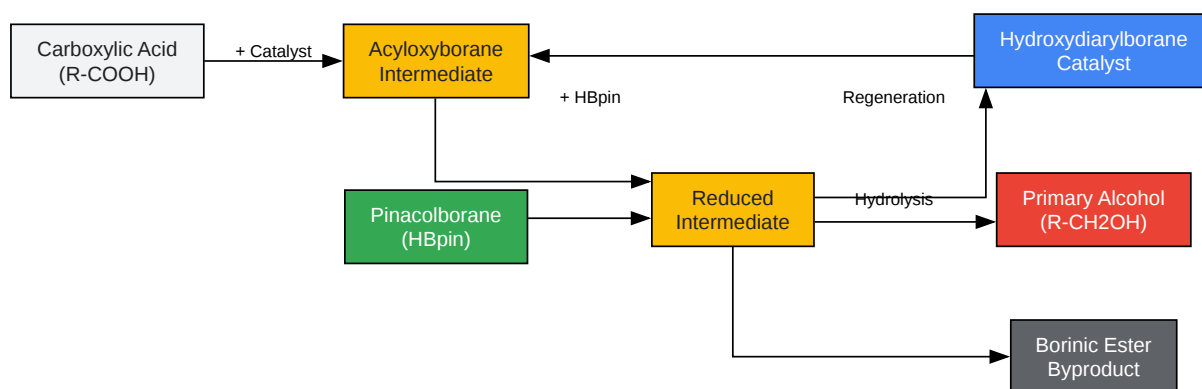 Carboxylic Acid
(R-COOH)
+ Catalyst
Acyloxyborane
Intermediate
Hydroxydiarylborane
Catalyst
+ HBpin
Regeneration
Pinacolborane
(HBpin)
Reduced
Intermediate
Hydrolysis
Primary Alcohol
(R-CH2OH)
Borinic Ester
Byproduct